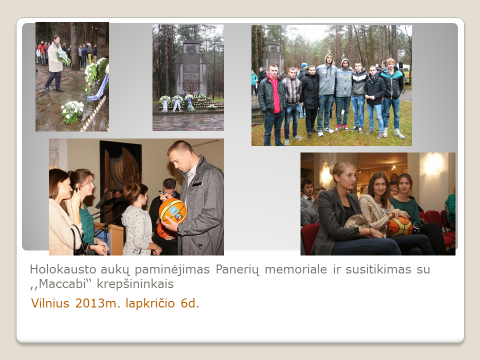 Holokausto aukų paminėjimas Panerių memoriale ir susitikimas su
,,Maccabi‘‘ krepšininkais
Vilnius 2013m. lapkričio 6d.